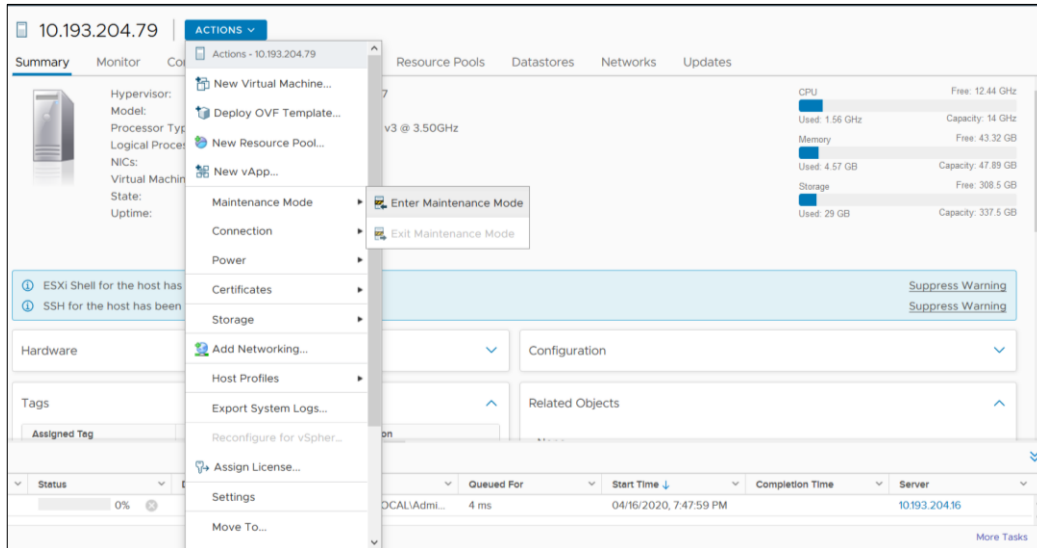 10.193.204.79
ACTIONS
Summary
Monitor
Resource Pools
Datastores
Networks
Updates
Actions - 10.193.204.79
New Virtual Machine...
Deploy OVF Template...
New Resource Pool...
New vApp...
Maintenance Mode
Enter Maintenance Mode
Exit Maintenance Mode
Connection
Power
Certificates
Storage
Add Networking...
Host Profiles
Export System Logs...
Reconfigure for vSpher...
Assign License...
Settings
Move To...
Hypervisor:
Model:
Processor Typ
Logical Proces
NICs:
Virtual Machin
State:
Uptime:
7
v3 @ 3.50GHz
CPU
Free: 12.44 GHz
Used: 1.56 GHz
Capacity: 14 GHz
Memory
Free: 43.32 GB
Used: 4.57 GB
Capacity: 47.89 GB
Storage
Free: 308.5 GB
Used: 29 GB
Capacity: 337.5 GB
ESXi Shell for the host has
Suppress Warning
SSH for the host has been
Suppress Warning
Hardware
Configuration
Tags
Related Objects
Assigned Tag
on
Status
Queued For
Start Time
Completion Time
Server
0%
OCAL\Admi...
4 ms
04/16/2020, 7:47:59 PM
10.193.204.16
More Tasks